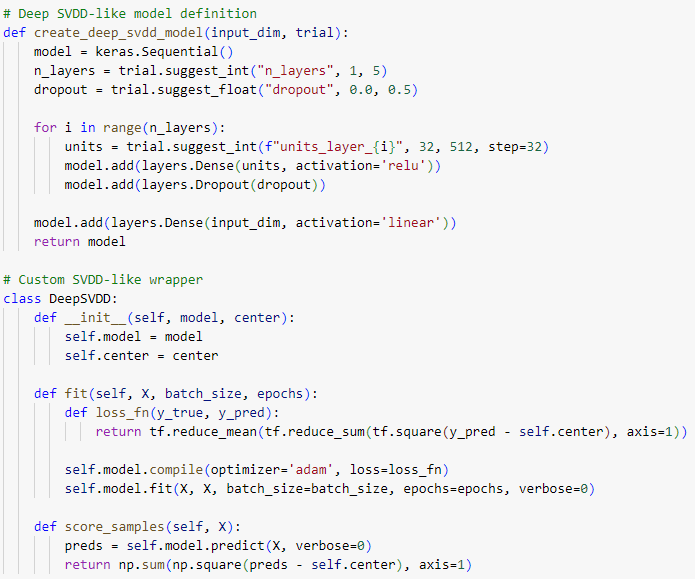 # Deep SVDD-like model definition
def create_deep_svdd_model(input_dim, trial):
    model = keras.Sequential()
    n_layers = trial.suggest_int("n_layers", 1, 5)
    dropout = trial.suggest_float("dropout", 0.0, 0.5)

    for i in range(n_layers):
        units = trial.suggest_int(f"units_layer_{i}", 32, 512, step=32)
        model.add(layers.Dense(units, activation='relu'))
        model.add(layers.Dropout(dropout))

    model.add(layers.Dense(input_dim, activation='linear'))
    return model

# Custom SVDD-like wrapper
class DeepSVDD:
    def __init__(self, model, center):
        self.model = model
        self.center = center

    def fit(self, X, batch_size, epochs):
        def loss_fn(y_true, y_pred):
            return tf.reduce_mean(tf.reduce_sum(tf.square(y_pred - self.center), axis=1))

        self.model.compile(optimizer='adam', loss=loss_fn)
        self.model.fit(X, X, batch_size=batch_size, epochs=epochs, verbose=0)

    def score_samples(self, X):
        preds = self.model.predict(X, verbose=0)
        return np.sum(np.square(preds - self.center), axis=1)